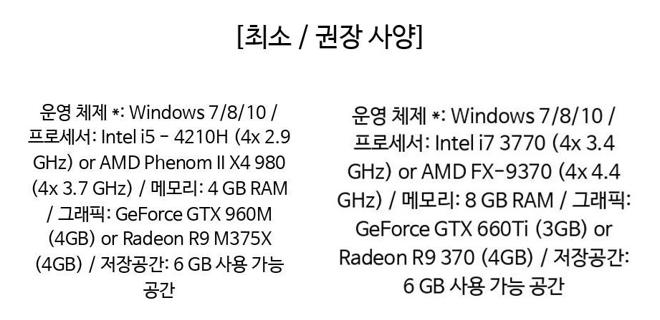 [최소 / 권장 사양]
운영 체제 *: Windows 7/8/10 /
프로세서: Intel i5 - 4210H (4x 2.9
GHz) or AMD Phenom II X4 980
(4x 3.7 GHz) / 메모리: 4 GB RAM
/ 그래픽: GeForce GTX 960M
(4GB) or Radeon R9 M375X
(4GB) / 저장공간: 6 GB 사용 가능
공간
운영 체제 *: Windows 7/8/10 /
프로세서: Intel i7 3770 (4x 3.4
GHz) or AMD FX-9370 (4x 4.4
GHz) / 메모리: 8 GB RAM / 그래픽:
GeForce GTX 660Ti (3GB) or
Radeon R9 370 (4GB) / 저장공간:
6 GB 사용 가능 공간